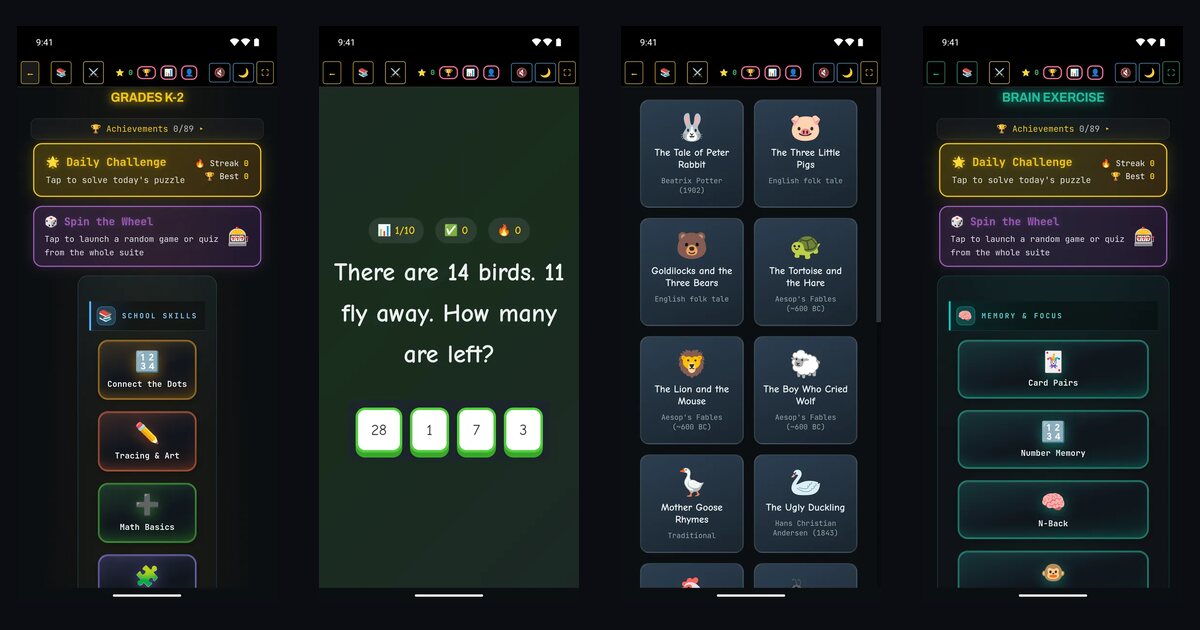 9:41
0
GRADES K-2
Achievements 0/89 ▸
Daily Challenge
Tap to solve today's puzzle
Streak 0
Best 0
Spin the Wheel
Tap to launch a random game or quiz
from the whole suite
SCHOOL SKILLS
Connect the Dots
Tracing & Art
Math Basics
9:41
0
1/10
0
0
There are 14 birds. 11
fly away. How many
are left?
28
1
7
3
9:41
0
The Tale of Peter
Rabbit
Beatrix Potter
(1902)
The Three Little
Pigs
English folk tale
Goldilocks and the
Three Bears
English folk tale
The Tortoise and
the Hare
Aesop's Fables
(~600 BC)
The Lion and the
Mouse
Aesop's Fables
(~600 BC)
The Boy Who Cried
Wolf
Aesop's Fables
(~600 BC)
Mother Goose
Rhymes
Traditional
The Ugly Duckling
Hans Christian
Andersen (1843)
9:41
0
BRAIN EXERCISE
Achievements 0/89 ▸
Daily Challenge
Tap to solve today's puzzle
Streak 0
Best 0
Spin the Wheel
Tap to launch a random game or quiz
from the whole suite
MEMORY & FOCUS
Card Pairs
Number Memory
N-Back